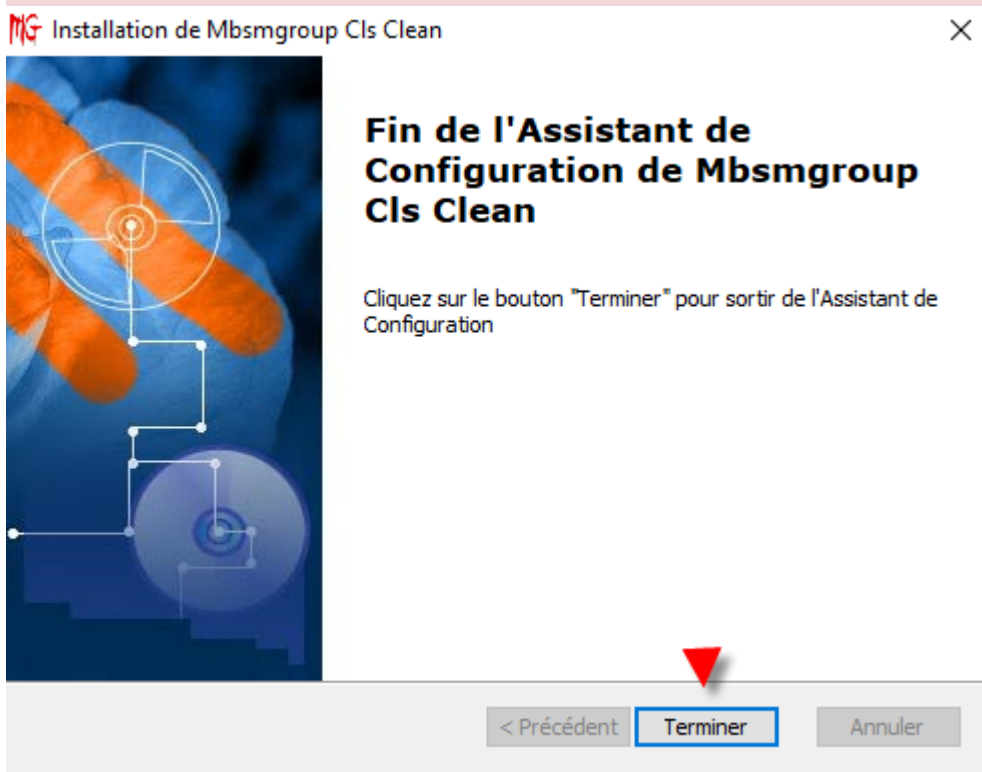 MG Installation de Mbsmgroup Cls Clean
Fin de l'Assistant de
Configuration de Mbsmgroup
Cls Clean
Cliquez sur le bouton "Terminer" pour sortir de l'Assistant de
Configuration
< Précédent Terminer Annuler